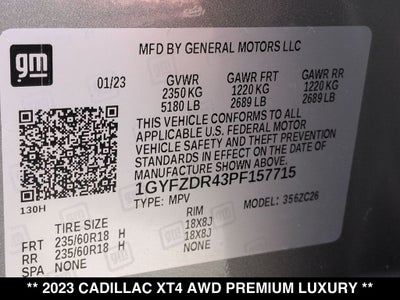 gm
MFD BY GENERAL MOTORS LLC
01/23 GVWR GAWR FRT GAWR RR
2350 KG 1220 KG 1220 KG
5180 LB 2689 LB 2689 LB
THIS VEHICLE CONFORMS TO ALL
APPLICABLE U.S. FEDERAL MOTOR
VEHICLE SAFETY AND THEFT PREVENTION
STANDARDS IN EFFECT ON THE DATE OF
MANUFACTURE SHOWN ABOVE.
1GYFZDR43PF157715
130H TYPE: MPV MODEL: 356ZC26
TIRE SIZE RIM
FRT 235/60R18 H 18X8J
RR 235/60R18 H 18X8J
SPA NONE NONE
** 2023 CADILLAC XT4 AWD PREMIUM LUXURY **